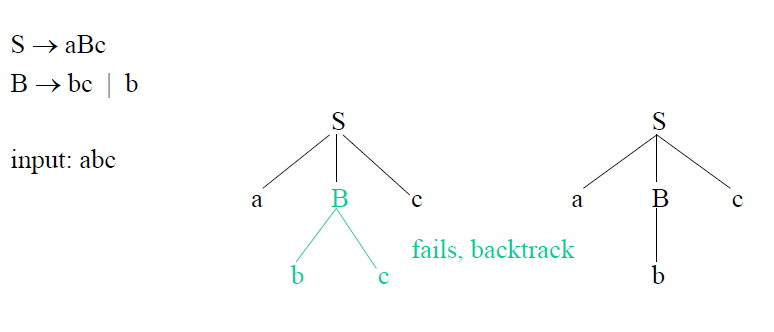 S → aBc
B → bc | b
input: abc
S
a B c
b c
fails, backtrack
S
a B c
b